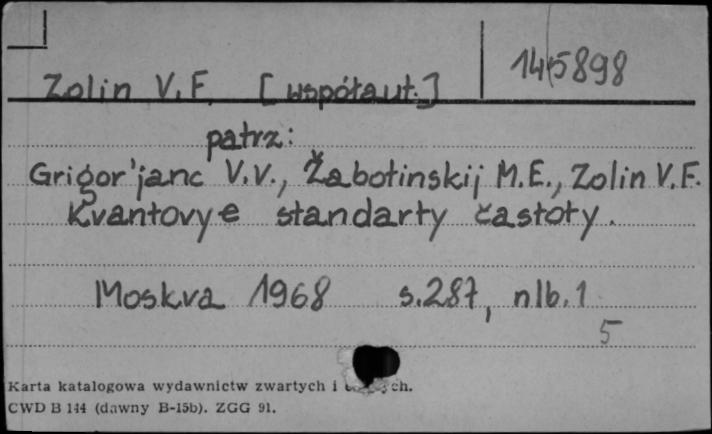 Zolin V.F. [współaut.]
145898
patrz:
Grigor'janc V.V., Žabotinskij M.E., Zolin V.F.
Kvantovye standarty častoty.
Moskva 1968 s.287, nlb.1
5
Karta katalogowa wydawnictw zwartych i
CWD B 144 (dawny B-15b). ZGG 91.